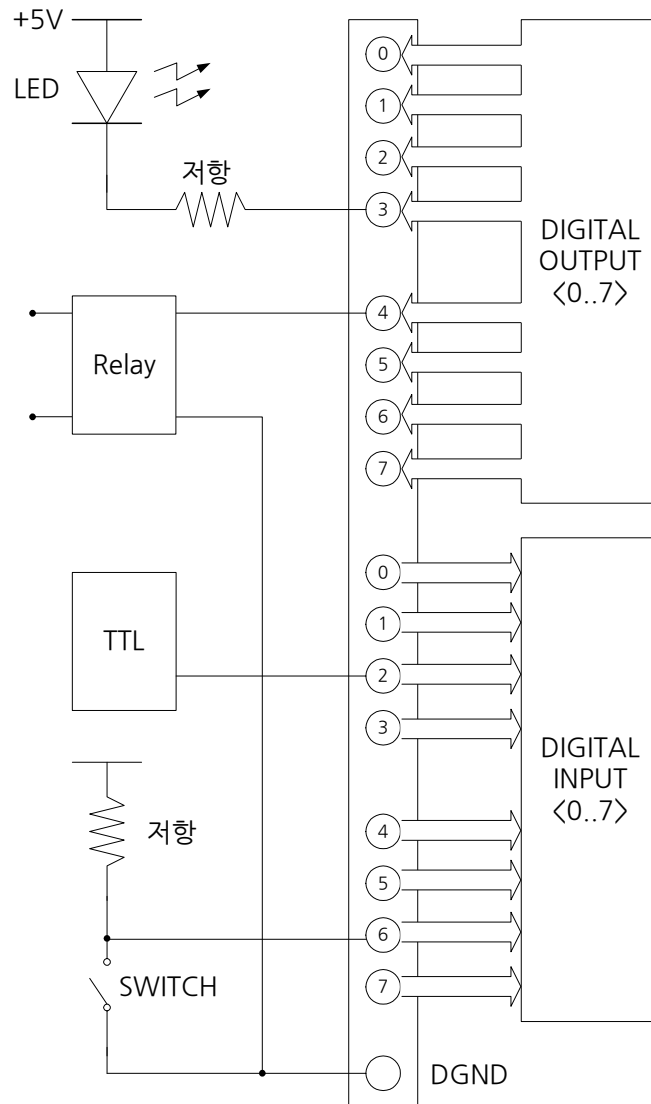 +5V
LED
저항
0
1
2
3
DIGITAL
OUTPUT
<0..7>
4
5
6
7
Relay
0
1
2
3
TTL
DIGITAL
INPUT
<0..7>
저항
4
5
6
7
SWITCH
DGND